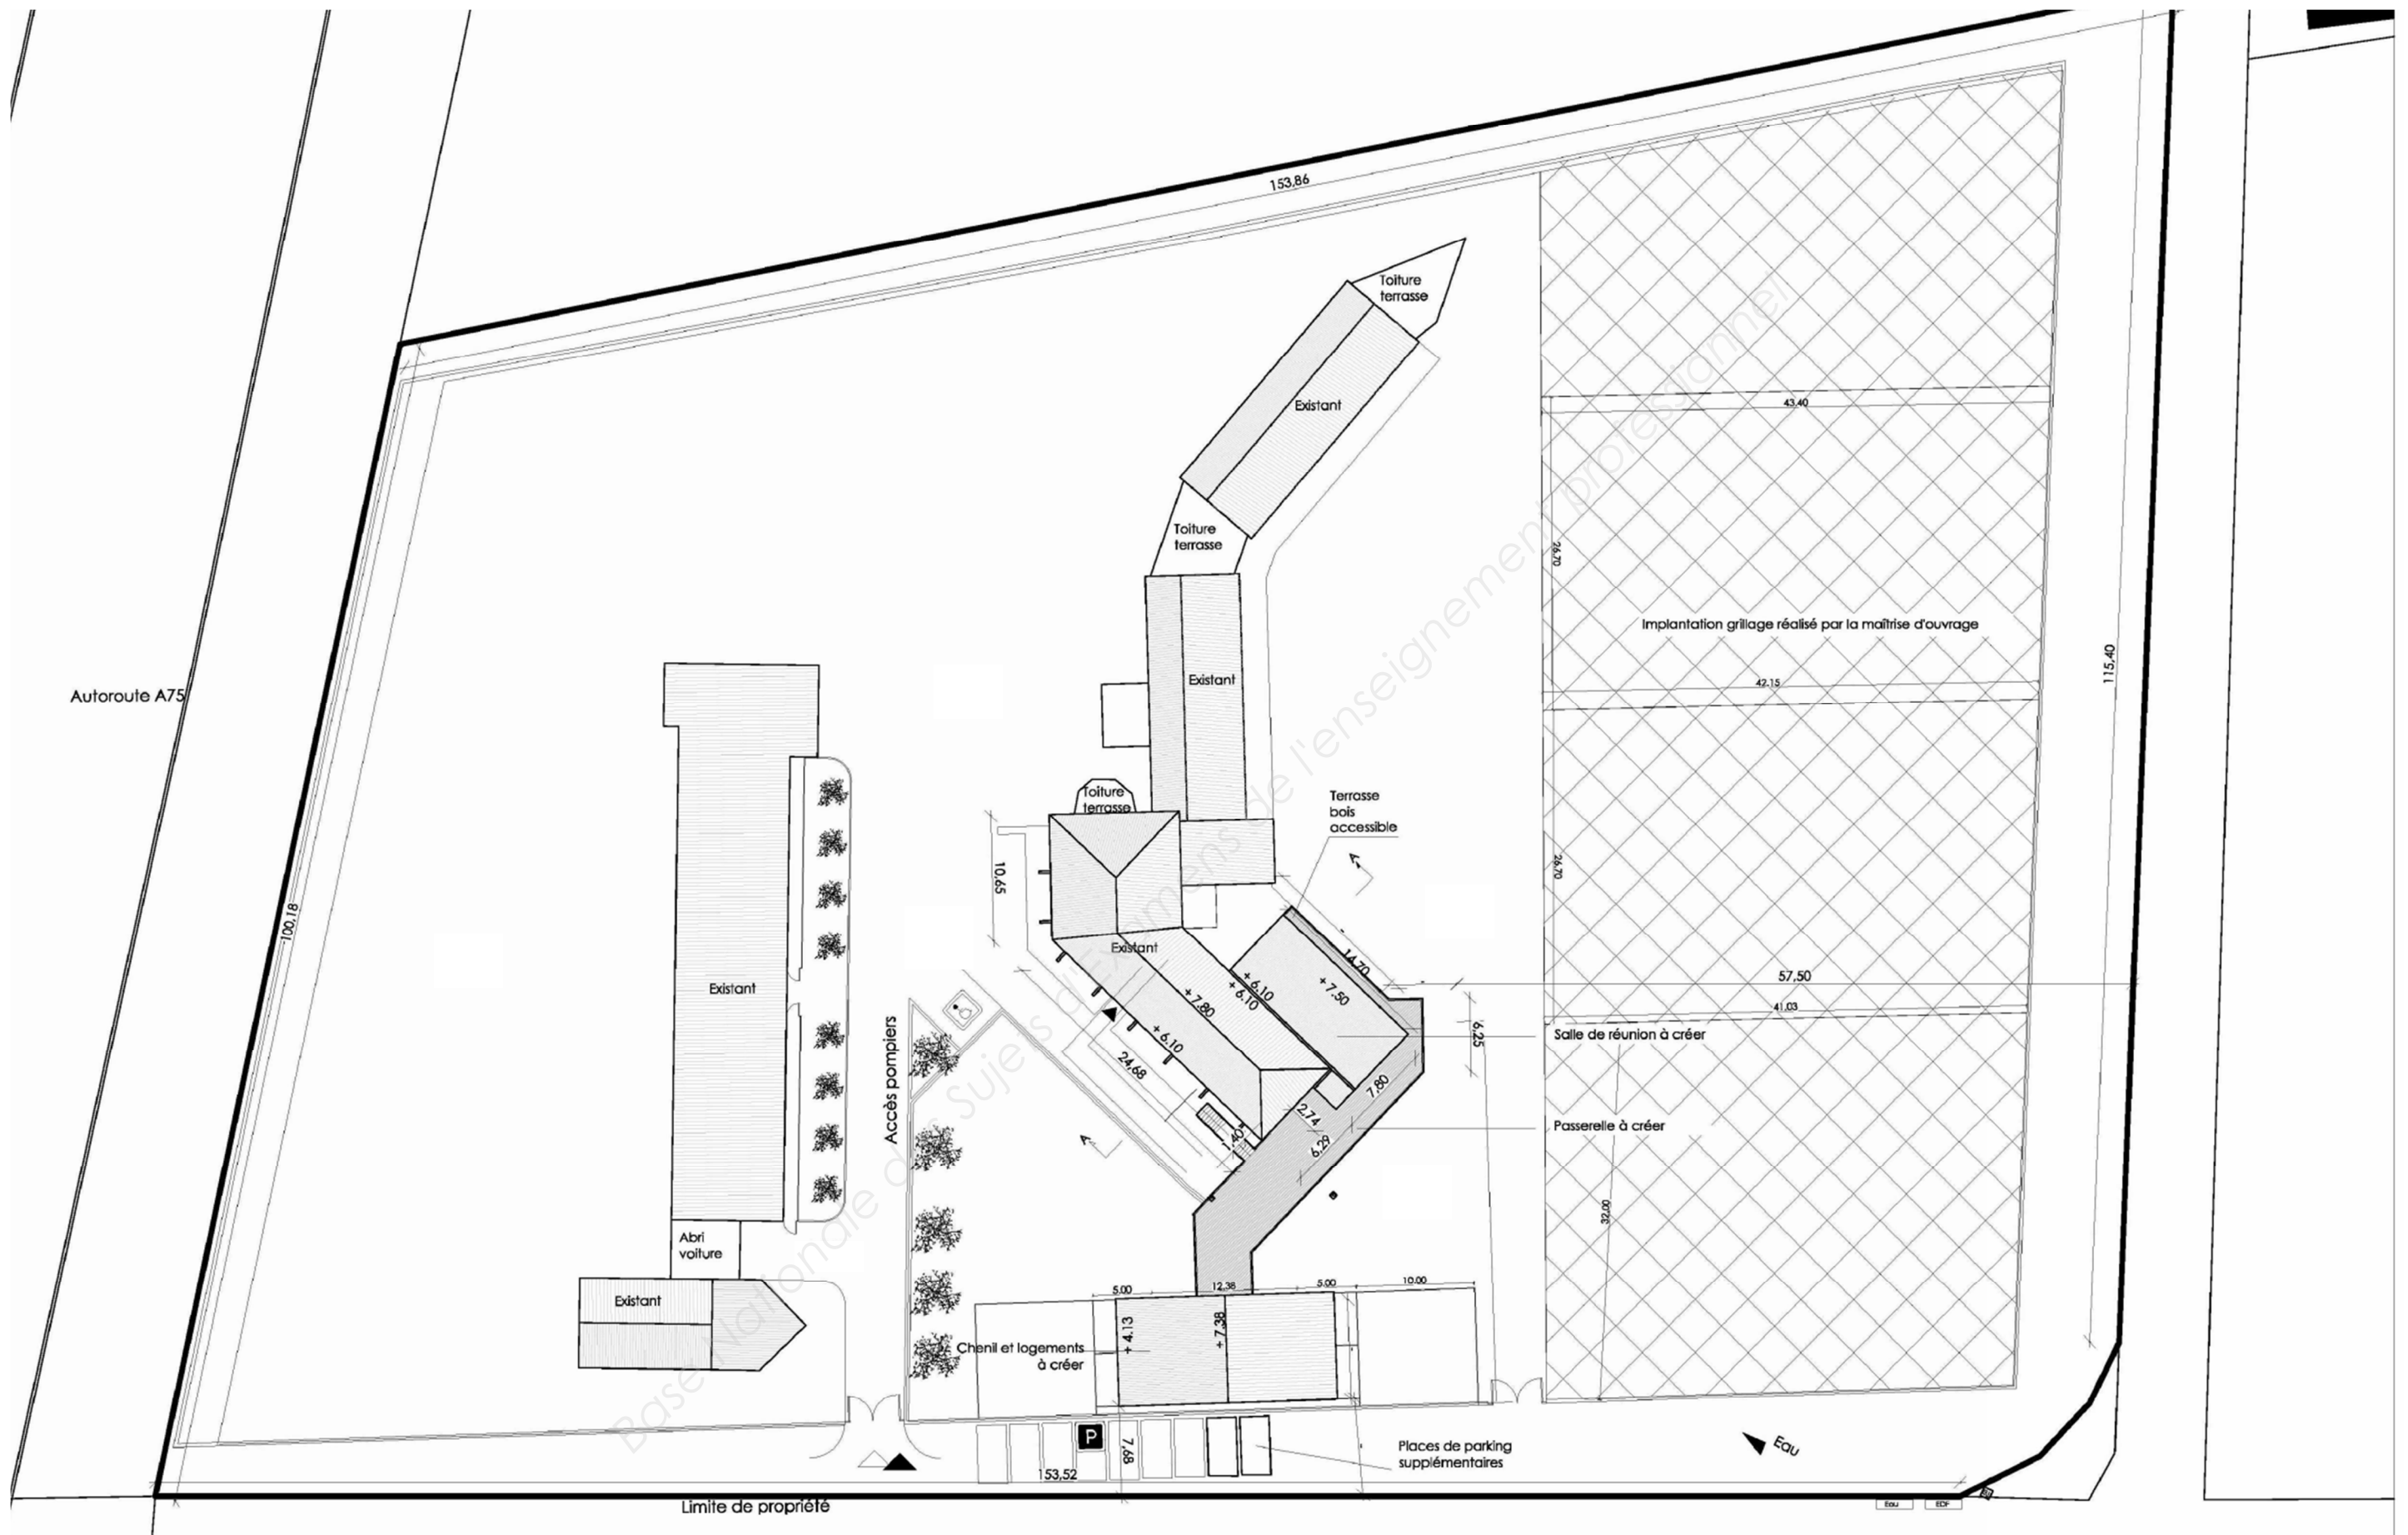 153,86
Toiture
terrasse
Existant
43.40
Toiture
terrasse
26.70
Implantation grillage réalisé par la maîtrise d'ouvrage
115,40
Existant
42.15
Autoroute A75
Toiture
terrasse
Terrasse
bois
accessible
A
10,65
26.70
100,18
Existant
14,70
57,50
Existant
+ 6.10
+ 6.10
+ 7.50
+ 7.80
41,03
Accès pompiers
+ 6.10
6,25
Salle de réunion à créer
24,68
7,80
2,74
Passerelle à créer
A
1,40
6,29
32.00
Abri
voiture
5.00
12,38
5.00
10.00
Existant
+ 4.13
+ 7.38
Chenil et logements
à créer
P
7,68
Places de parking
supplémentaires
Eau
153,52
Limite de propriété
Eau
EDF
Base Nationale des Sujets d'Examens de l'enseignement professionnel